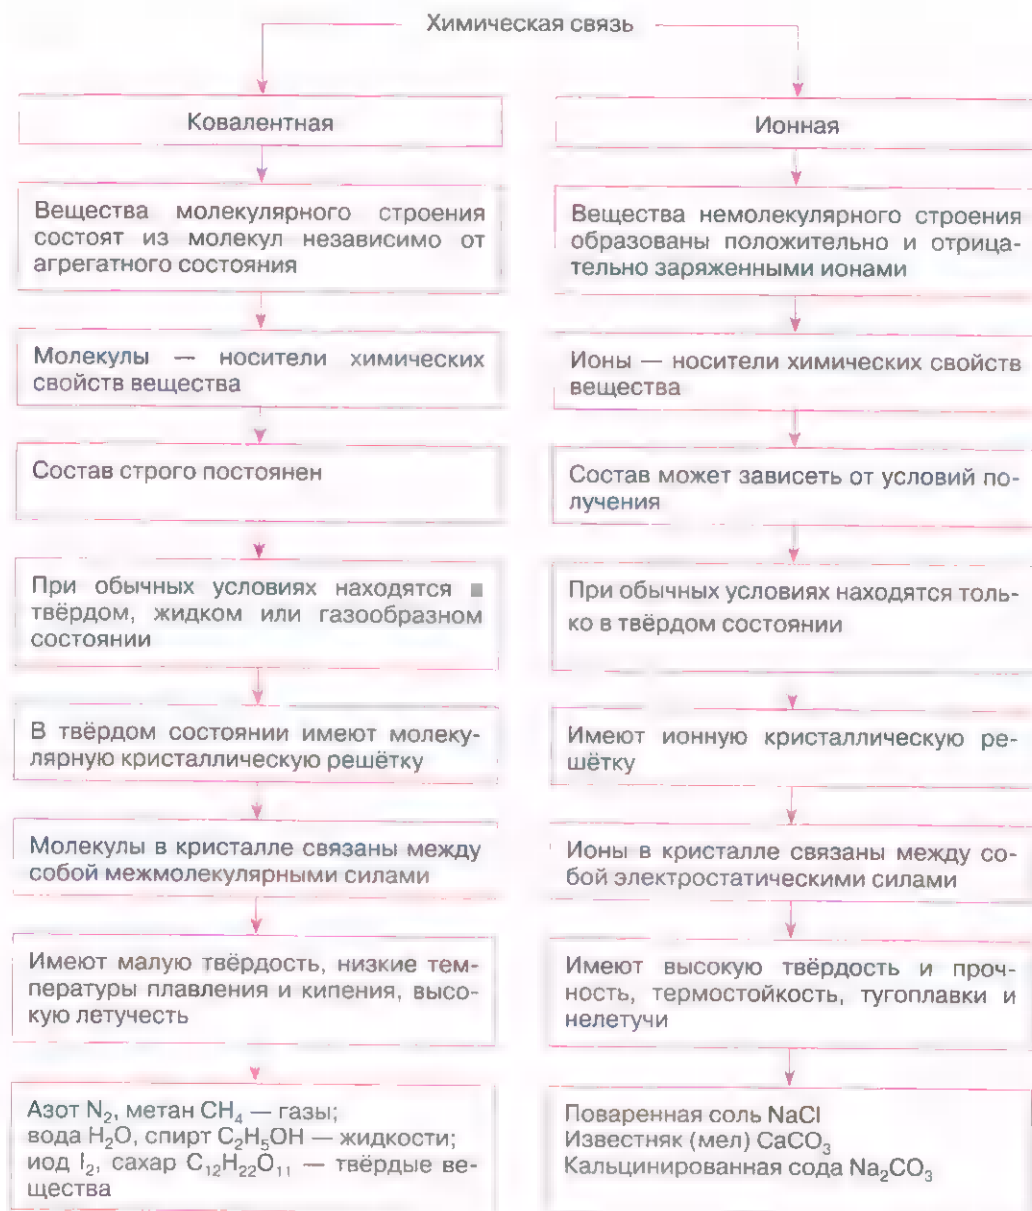 Химическая связь
Ковалентная
Вещества молекулярного строения
состоят из молекул независимо от
агрегатного состояния
Молекулы — носители химических
свойств вещества
Состав строго постоянен
При обычных условиях находятся ■
твёрдом, жидком или газообразном
состоянии
В твёрдом состоянии имеют молеку-
лярную кристаллическую решётку
Молекулы в кристалле связаны между
собой межмолекулярными силами
Имеют малую твёрдость, низкие тем-
пературы плавления и кипения, высо-
кую летучесть
Азот N₂, метан CH₄ — газы;
вода H₂O, спирт C₂H₅OH — жидкости;
иод I₂, сахар C₁₂H₂₂O₁₁ — твёрдые ве-
щества
Ионная
Вещества немолекулярного строения
образованы положительно и отрица-
тельно заряженными ионами
Ионы — носители химических свойств
вещества
Состав может зависеть от условий по-
лучения
При обычных условиях находятся толь-
ко в твёрдом состоянии
Имеют ионную кристаллическую ре-
шётку
Ионы в кристалле связаны между со-
бой электростатическими силами
Имеют высокую твёрдость и проч-
ность, термостойкость, тугоплавки и
нелетучи
Поваренная соль NaCl
Известняк (мел) CaCO₃
Кальцинированная сода Na₂CO₃